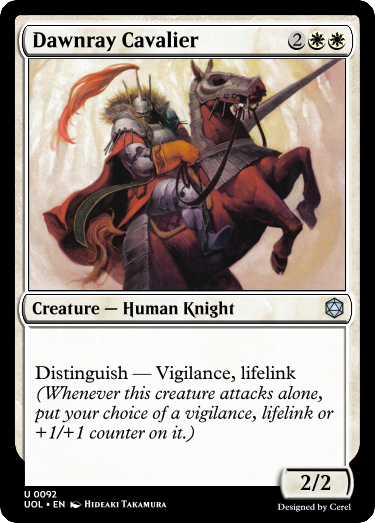 Dawnray Cavalier 2
Creature — Human Knight
Distinguish — Vigilance, lifelink
(Whenever this creature attacks alone,
put your choice of a vigilance, lifelink or
+1/+1 counter on it.)
2/2
U 0092
UOL • EN Hideaki Takamura
Designed by Cerel